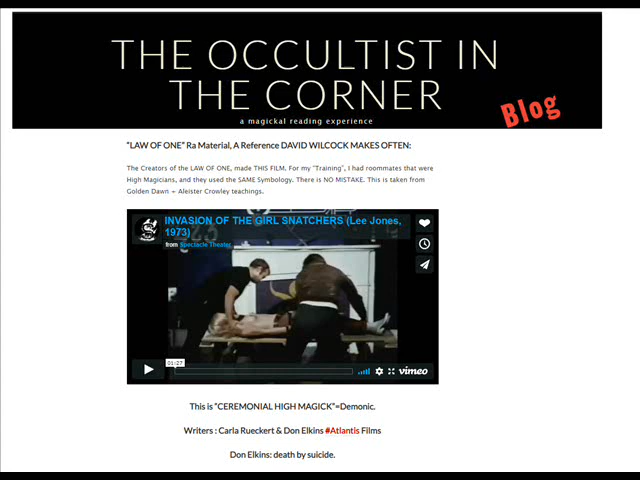 THE OCCULTIST IN
THE CORNER
a magickal reading experience
Blog
"LAW OF ONE" Ra Material, A Reference DAVID WILCOCK MAKES OFTEN:
The Creators of the LAW OF ONE, made THIS FILM. For my "Training", I had roommates that were
High Magicians, and they used the SAME Symbology. There is NO MISTAKE. This is taken from
Golden Dawn + Aleister Crowley teachings.
INVASION OF THE GIRL SNATCHERS (Lee Jones,
1973)
from Spectacle Theater
01:27
vimeo
This is "CEREMONIAL HIGH MAGICK"=Demonic.
Writers : Carla Rueckert & Don Elkins #Atlantis Films
Don Elkins: death by suicide.